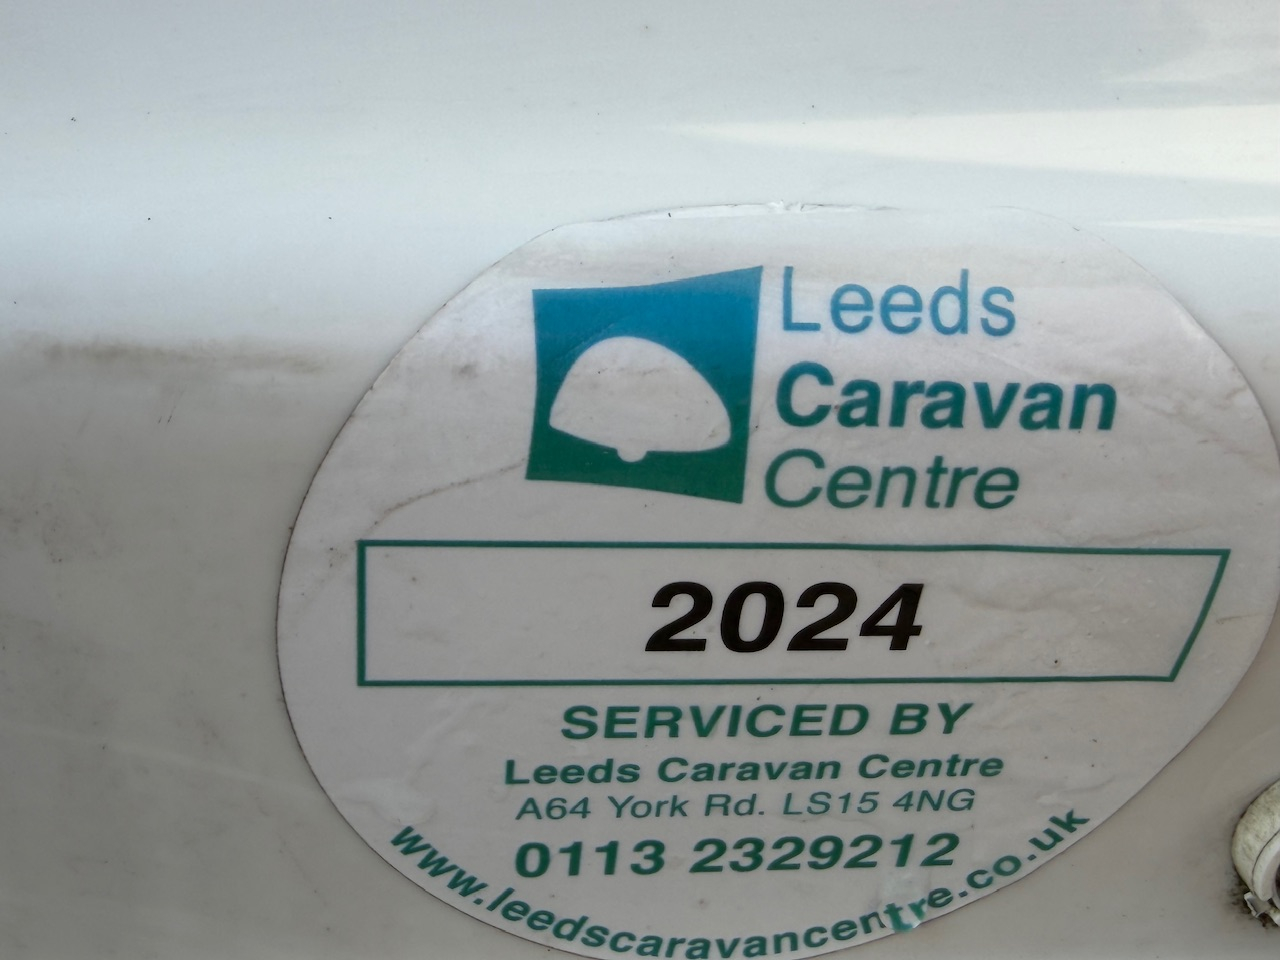 Leeds
Caravan
Centre
2024
SERVICED BY
Leeds Caravan Centre
A64 York Rd. LS15 4NG
0113 2329212
www.leedscaravancentre.co.uk